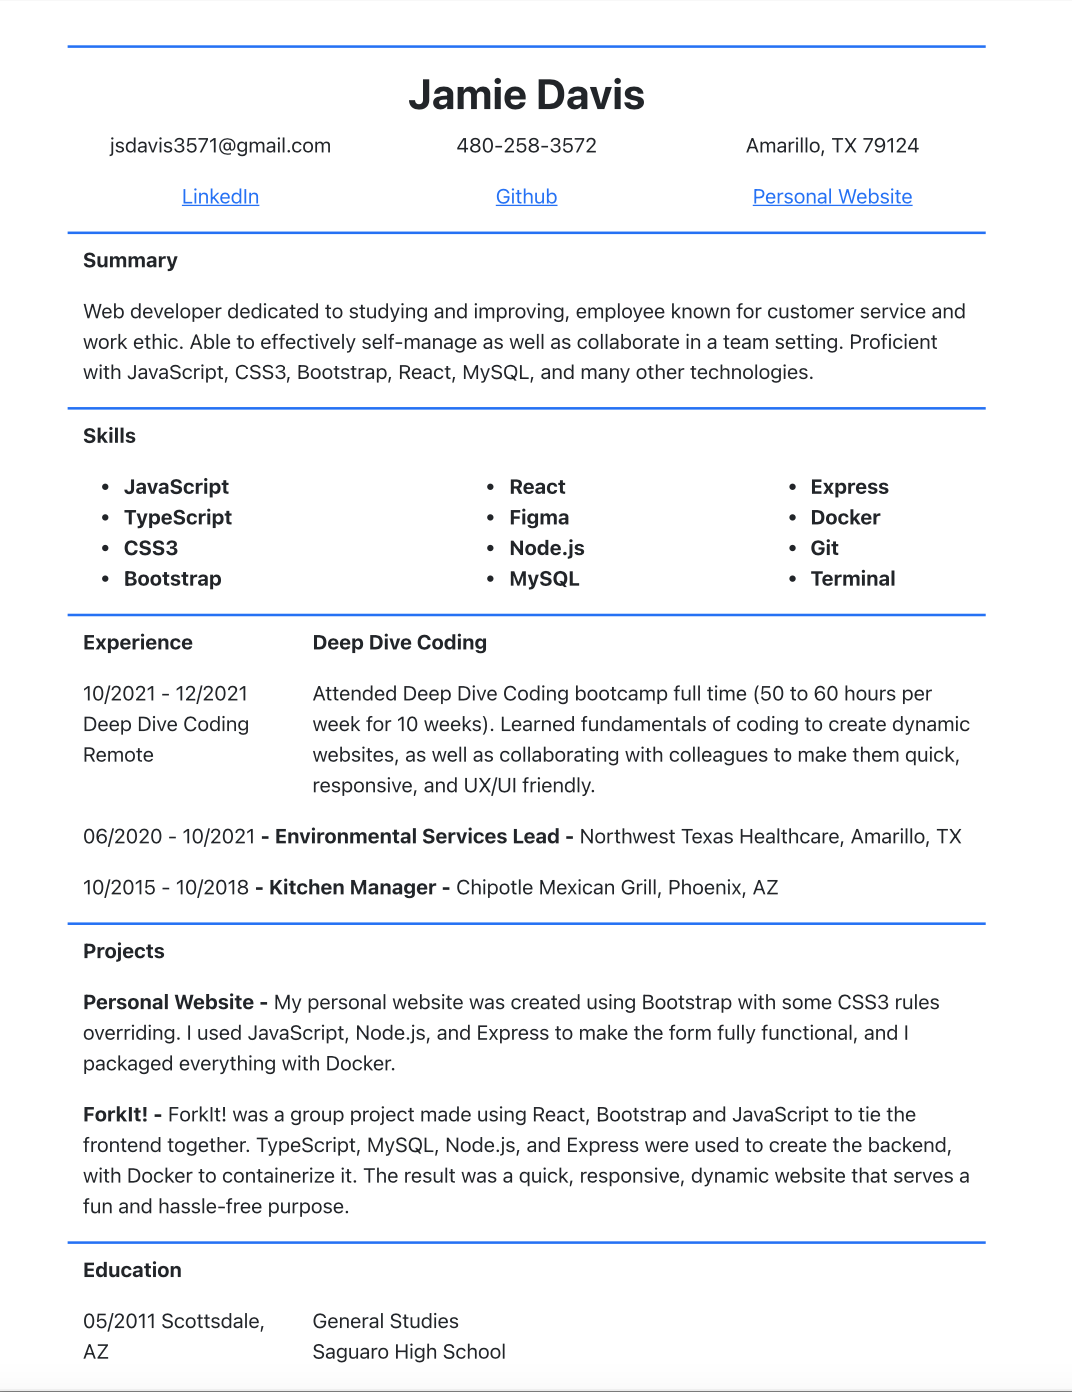 Jamie Davis
jsdavis3571@gmail.com 480-258-3572 Amarillo, TX 79124
LinkedIn Github Personal Website
Summary
Web developer dedicated to studying and improving, employee known for customer service and
work ethic. Able to effectively self-manage as well as collaborate in a team setting. Proficient
with JavaScript, CSS3, Bootstrap, React, MySQL, and many other technologies.
Skills
• JavaScript
• TypeScript
• CSS3
• Bootstrap
• React
• Figma
• Node.js
• MySQL
• Express
• Docker
• Git
• Terminal
Experience
10/2021 - 12/2021
Deep Dive Coding
Remote
Deep Dive Coding
Attended Deep Dive Coding bootcamp full time (50 to 60 hours per
week for 10 weeks). Learned fundamentals of coding to create dynamic
websites, as well as collaborating with colleagues to make them quick,
responsive, and UX/UI friendly.
06/2020 - 10/2021 - Environmental Services Lead - Northwest Texas Healthcare, Amarillo, TX
10/2015 - 10/2018 - Kitchen Manager - Chipotle Mexican Grill, Phoenix, AZ
Projects
Personal Website - My personal website was created using Bootstrap with some CSS3 rules
overriding. I used JavaScript, Node.js, and Express to make the form fully functional, and I
packaged everything with Docker.
ForkIt! - ForkIt! was a group project made using React, Bootstrap and JavaScript to tie the
frontend together. TypeScript, MySQL, Node.js, and Express were used to create the backend,
with Docker to containerize it. The result was a quick, responsive, dynamic website that serves a
fun and hassle-free purpose.
Education
05/2011 Scottsdale,
AZ
General Studies
Saguaro High School